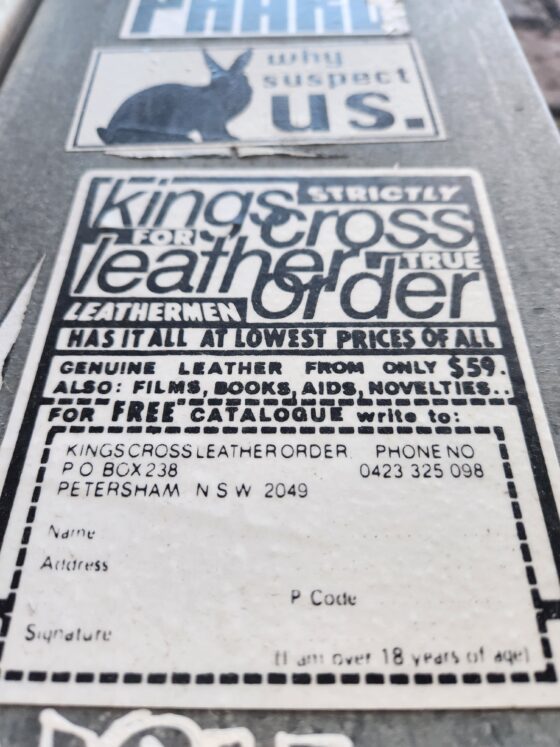 why
suspect
us.
kings STRICTLY
FOR cross
leather TRUE
LEATHERMEN order
HAS IT ALL AT LOWEST PRICES OF ALL
GENUINE LEATHER FROM ONLY $59.
ALSO: FILMS, BOOKS, AIDS, NOVELTIES..
FOR FREE CATALOGUE write to:
KINGSCROSS LEATHER ORDER PHONE NO
P O BOX 238 0423 325 098
PETERSHAM N S W 2049
Name
Address
P Code
Signature
(I am over 18 years of age)